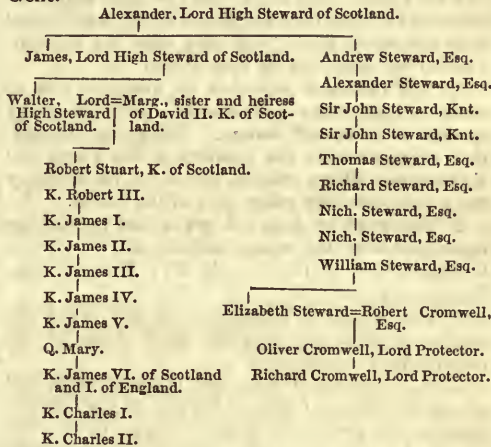 Alexander, Lord High Steward of Scotland.
James, Lord High Steward of Scotland.
Walter, Lord=Marg., sister and heiress
High Steward of David II. K. of Scot-
of Scotland. land.
Robert Stuart, K. of Scotland.
K. Robert III.
K. James I.
K. James II.
K. James III.
K. James IV.
K. James V.
Q. Mary.
K. James VI. of Scotland
and I. of England.
K. Charles I.
K. Charles II.
Andrew Steward, Esq.
Alexander Steward, Esq.
Sir John Steward, Knt.
Sir John Steward, Knt.
Thomas Steward, Esq.
Richard Steward, Esq.
Nich. Steward, Esq.
Nich. Steward, Esq.
William Steward, Esq.
Elizabeth Steward=Robert Cromwell,
Esq.
Oliver Cromwell, Lord Protector.
Richard Cromwell, Lord Protector.